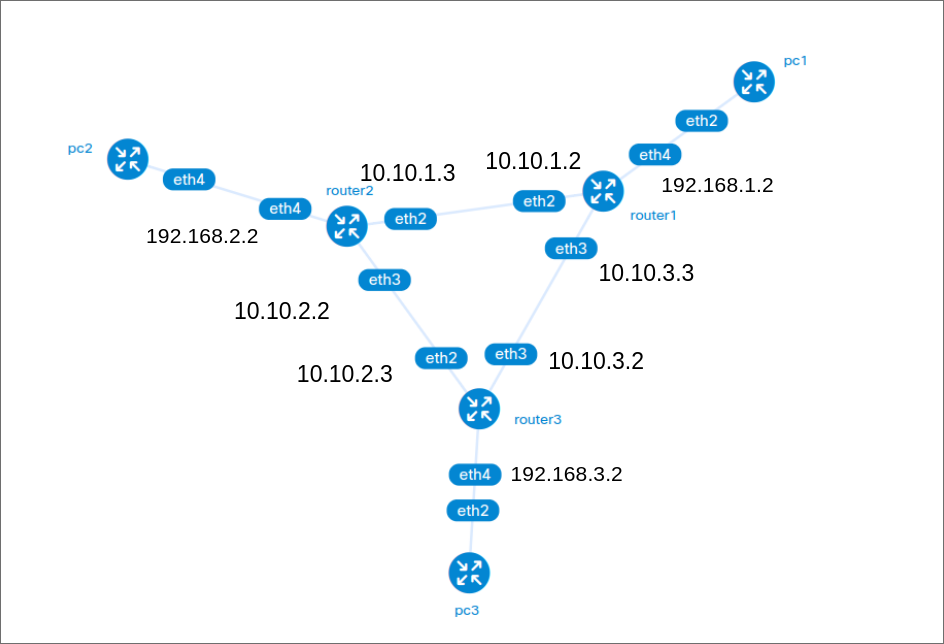 pc1
eth2
pc2
10.10.1.2
eth4
10.10.1.3
eth4
192.168.1.2
router2
eth2
eth4
eth2
router1
192.168.2.2
eth3
10.10.3.3
eth3
10.10.2.2
eth2
eth3
10.10.3.2
10.10.2.3
router3
eth4
192.168.3.2
eth2
pc3